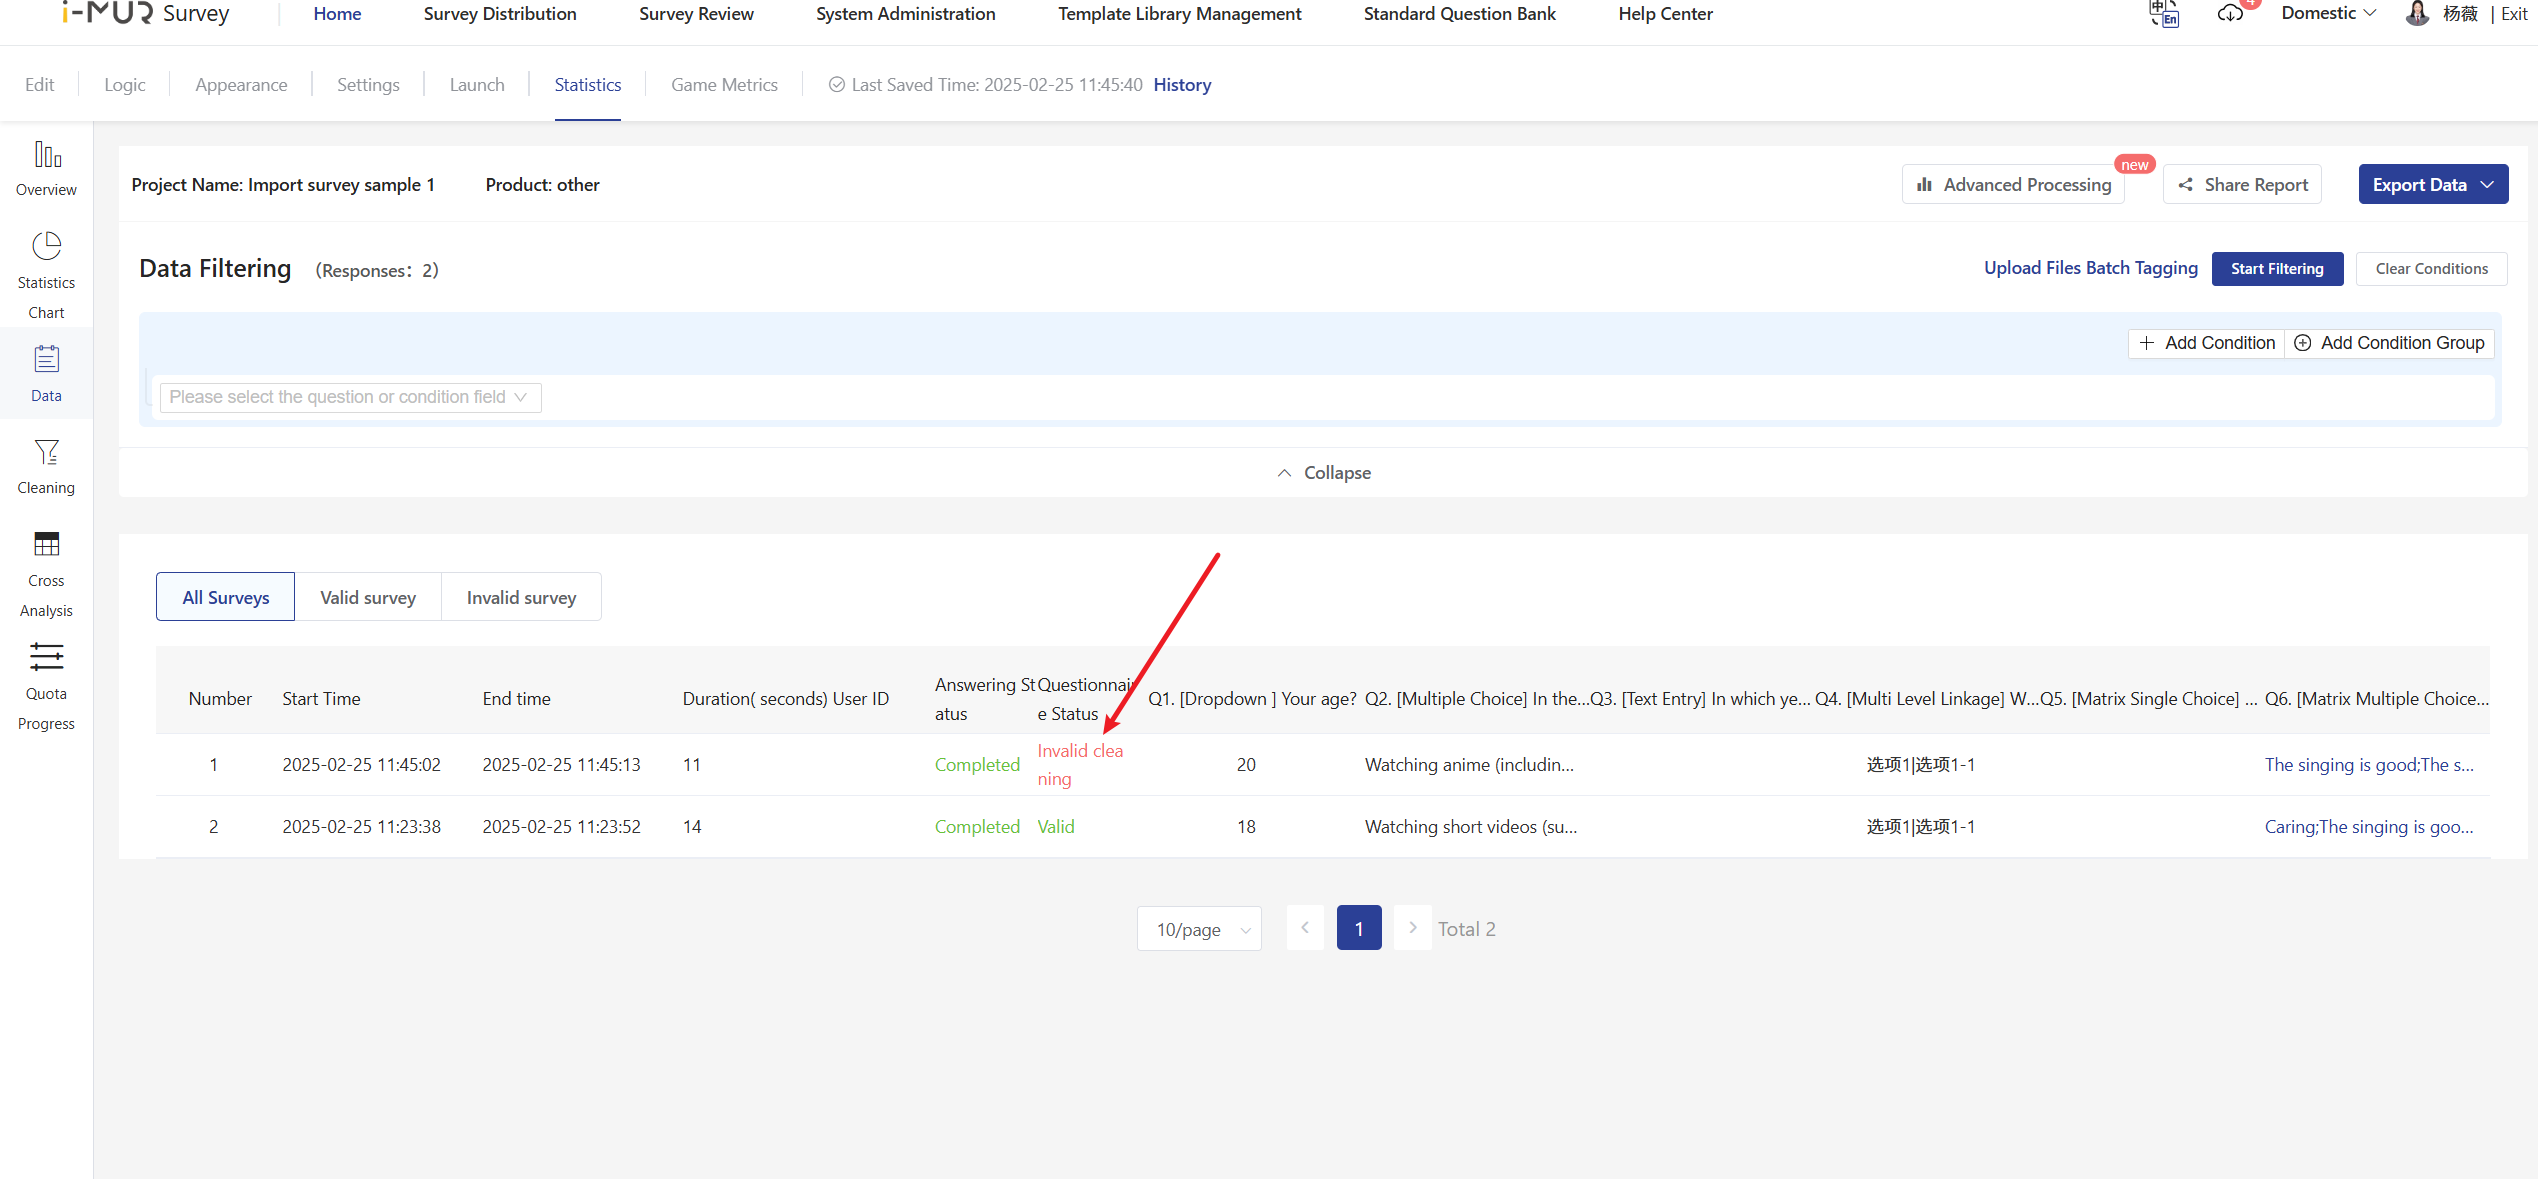 i-MUR Survey
Home
Survey Distribution
Survey Review
System Administration
Template Library Management
Standard Question Bank
Help Center
中
En
4
Domestic
杨薇
| Exit
Edit
Logic
Appearance
Settings
Launch
Statistics
Game Metrics
Last Saved Time: 2025-02-25 11:45:40 History
Overview
Statistics
Chart
Data
Cleaning
Cross
Analysis
Quota
Progress
Project Name: Import survey sample 1
Product: other
Advanced Processing
new
Share Report
Export Data
Data Filtering
(Responses：2)
Upload Files Batch Tagging
Start Filtering
Clear Conditions
Add Condition
Add Condition Group
Please select the question or condition field
Collapse
All Surveys
Valid survey
Invalid survey
Number
Start Time
End time
Duration( seconds)
User ID
Answering St
atus
Questionnair
e Status
Q1. [Dropdown ] Your age?
Q2. [Multiple Choice] In the...
Q3. [Text Entry] In which ye...
Q4. [Multi Level Linkage] W...
Q5. [Matrix Single Choice] ...
Q6. [Matrix Multiple Choice...
1
2025-02-25 11:45:02
2025-02-25 11:45:13
11
Completed
Invalid clea
ning
20
Watching anime (includin...
选项1|选项1-1
The singing is good;The s...
2
2025-02-25 11:23:38
2025-02-25 11:23:52
14
Completed
Valid
18
Watching short videos (su...
选项1|选项1-1
Caring;The singing is goo...
10/page
1
Total 2